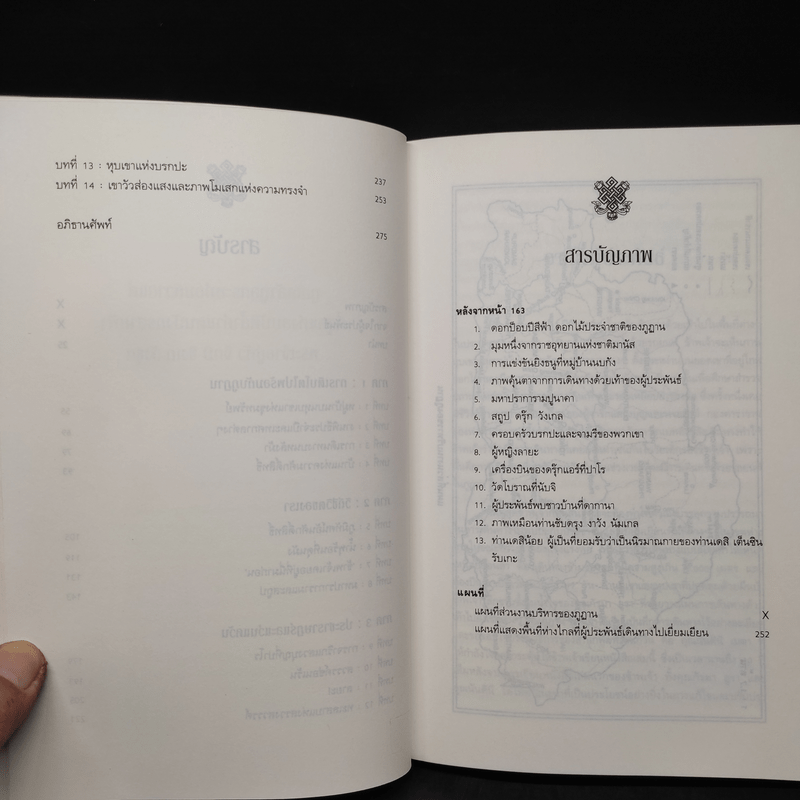 บทที่ 13 : หุบเขาแห่งบรกปะ 237
บทที่ 14 : เขาวัวส่องแสงและภาพโมเสกแห่งความทรงจำ 253
อภิธานศัพท์ 275
สารบัญภาพ
หลังจากหน้า 163
1. ดอกป๊อบปีสีฟ้า ดอกไม้ประจำชาติของภูฏาน
2. มุมหนึ่งจากราชอุทยานแห่งชาติมานัส
3. การแข่งขันยิงธนูที่หมู่บ้านนบกัง
4. ภาพคุ้นตาจากการเดินทางด้วยเท้าของผู้ประพันธ์
5. มหาปราการามปูนาคา
6. สถูป ดรุ๊ก วังเกล
7. ครอบครัวบรกปะและจามรีของพวกเขา
8. ผู้หญิงลายะ
9. เครื่องบินของดรุ๊กแอร์ที่ปาโร
10. วัดโบราณที่นับจิ
11. ผู้ประพันธ์พบชาวบ้านที่ดากานา
12. ภาพเหมือนท่านชับดรุง งาวัง นัมเกล
13. ท่านเดสิน้อย ผู้เป็นที่ยอมรับว่าเป็นนิรมาณกายของท่านเดสิ เต็นซิน
รับเกะ
แผนที่
แผนที่ส่วนงานบริหารของภูฏาน X
แผนที่แสดงพื้นที่ห่างไกลที่ผู้ประพันธ์เดินทางไปเยี่ยมเยียน 252